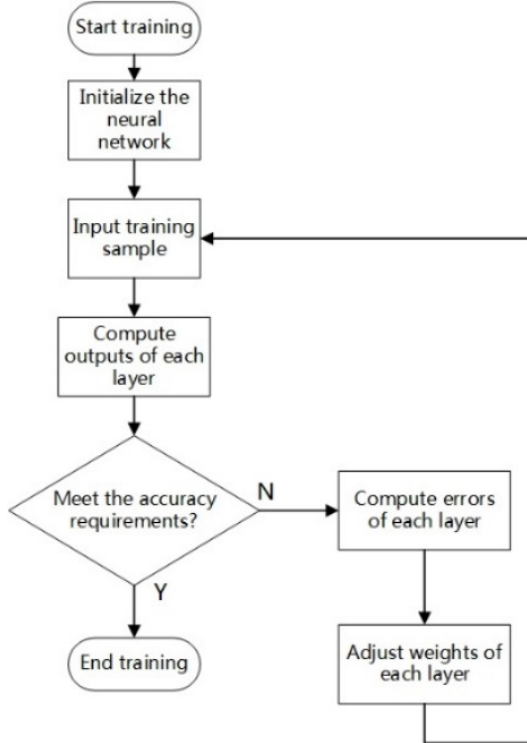 Start training
Initialize the
neural
network
Input training
sample
Compute
outputs of each
layer
Meet the accuracy
requirements?
N
Compute errors
of each layer
Y
End training
Adjust weights of
each layer